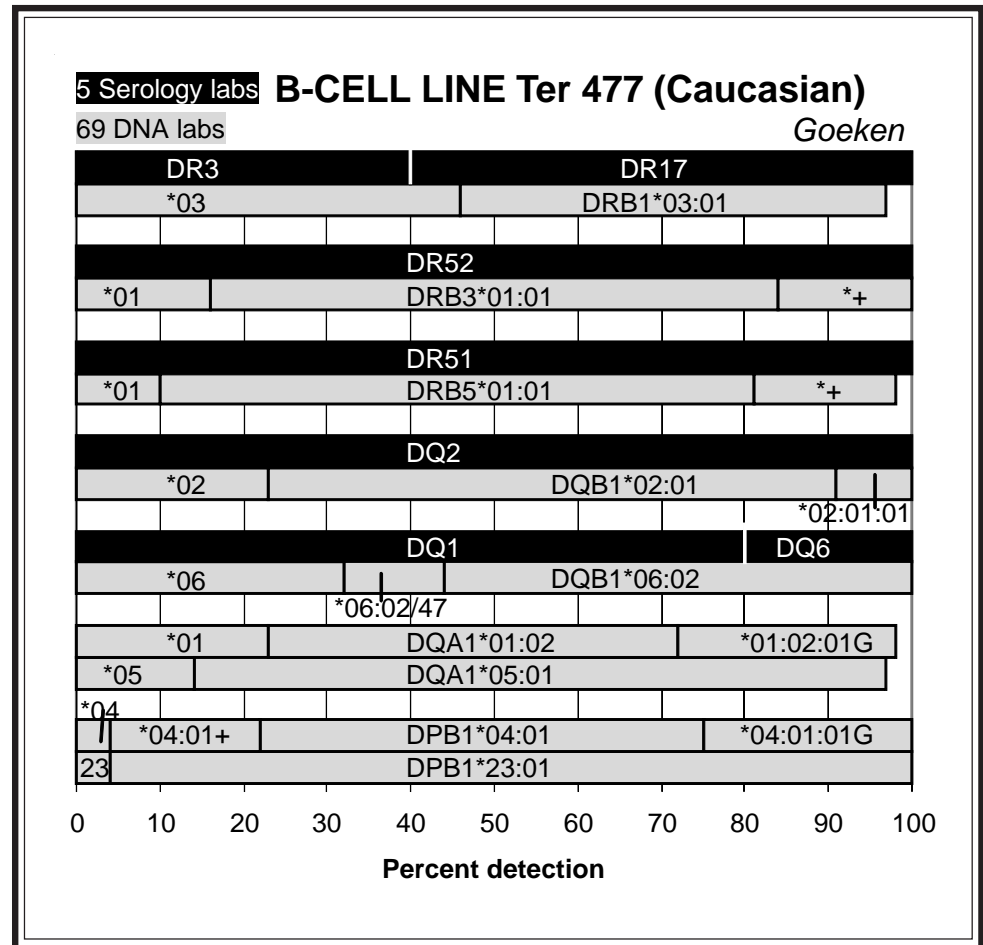 5 Serology labs B-CELL LINE Ter 477 (Caucasian)
69 DNA labs Goeken
DR3 DR17
*03 DRB1*03:01
DR52
*01 DRB3*01:01 *+
DR51
*01 DRB5*01:01 *+
DQ2
*02 DQB1*02:01
*02:01:01
DQ1 DQ6
*06 DQB1*06:02
*06:02/47
*01 DQA1*01:02 *01:02:01G
*05 DQA1*05:01
*04
*04:01+ DPB1*04:01 *04:01:01G
23 DPB1*23:01
0 10 20 30 40 50 60 70 80 90 100
Percent detection